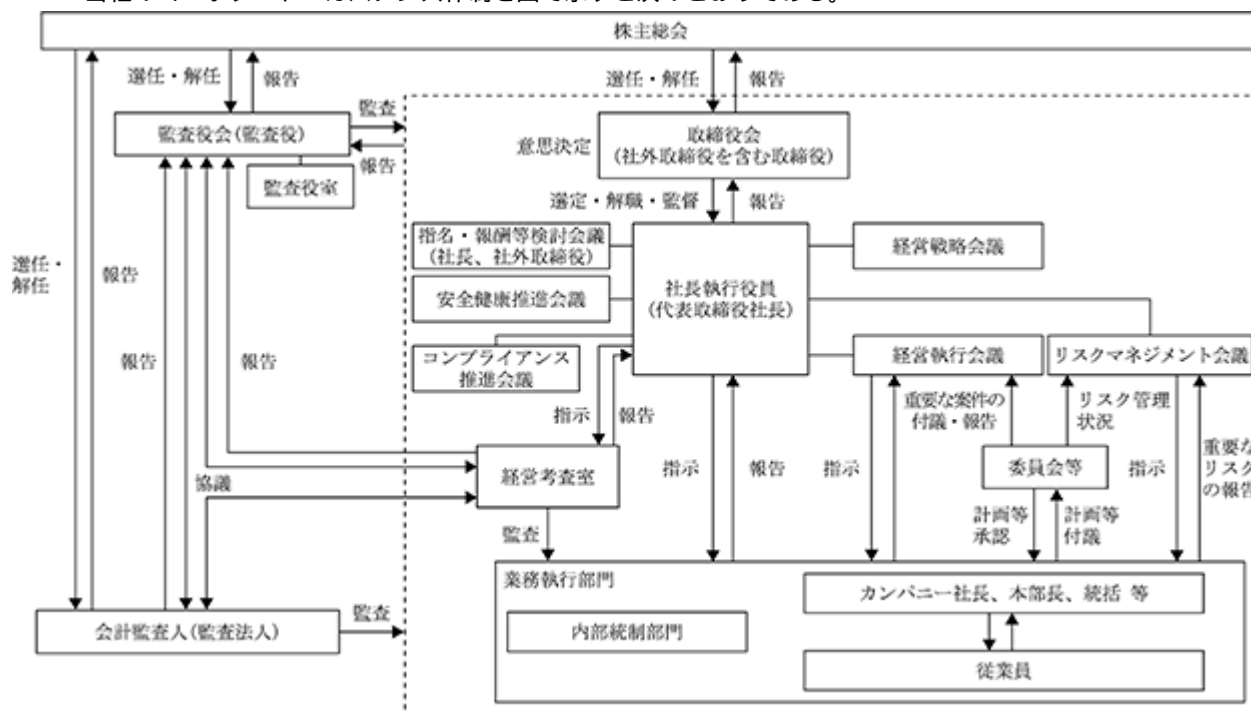 株主総会
選任・解任
報告
選任・解任
報告
監査役会(監査役)
監査
報告
監査役室
意思決定
取締役会
(社外取締役を含む取締役)
選定・解職・監督
報告
指名・報酬等検討会議
(社長、社外取締役)
経営戦略会議
社長執行役員
(代表取締役社長)
安全健康推進会議
選任・
解任
報告
コンプライアンス
推進会議
経営執行会議
リスクマネジメント会議
報告
報告
指示
報告
重要な案件の
付議・報告
リスク管理
状況
経営考査室
協議
指示
報告
指示
委員会等
指示
重要な
リスク
の報告
監査
計画等
承認
計画等
付議
業務執行部門
カンパニー社長、本部長、統括 等
会計監査人(監査法人)
監査
内部統制部門
従業員